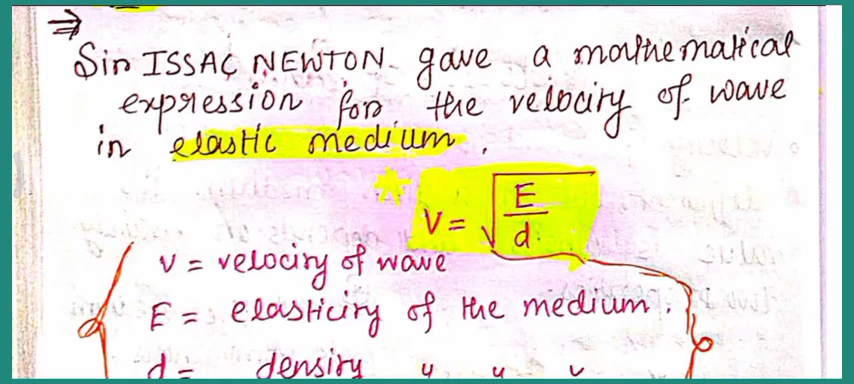 ⇒
Sir ISSAC NEWTON gave a mathematical
expression for the velocity of wave
in elastic medium.
* V = √(E/d)
V = velocity of wave
E = elasticity of the medium.
d = density " " "